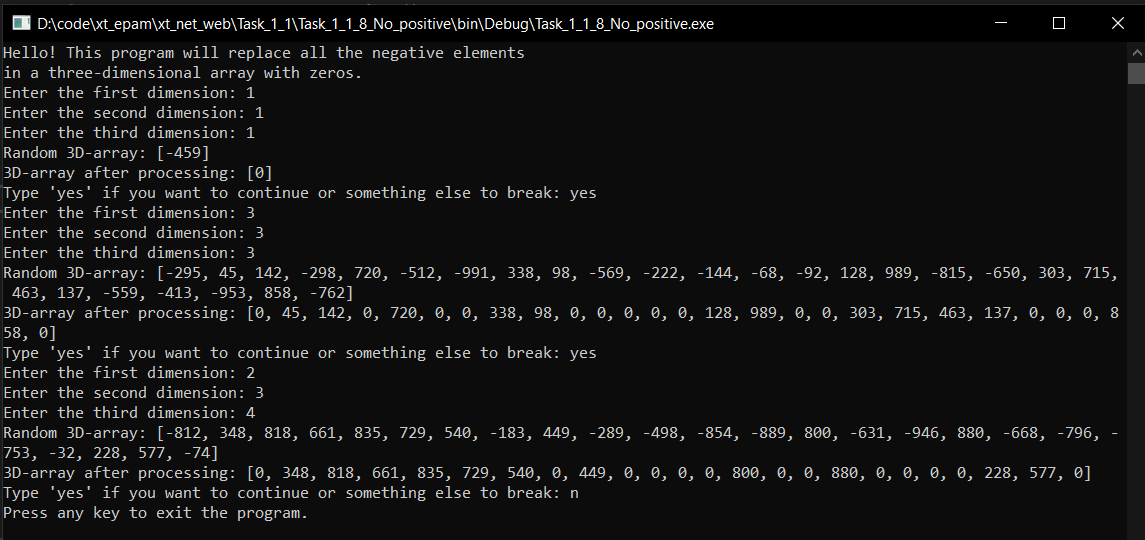 D:\code\xt_epam\xt_net_web\Task_1_1\Task_1_1_8_No_positive\bin\Debug\Task_1_1_8_No_positive.exe
Hello! This program will replace all the negative elements
in a three-dimensional array with zeros.
Enter the first dimension: 1
Enter the second dimension: 1
Enter the third dimension: 1
Random 3D-array: [-459]
3D-array after processing: [0]
Type 'yes' if you want to continue or something else to break: yes
Enter the first dimension: 3
Enter the second dimension: 3
Enter the third dimension: 3
Random 3D-array: [-295, 45, 142, -298, 720, -512, -991, 338, 98, -569, -222, -144, -68, -92, 128, 989, -815, -650, 303, 715,
 463, 137, -559, -413, -953, 858, -762]
3D-array after processing: [0, 45, 142, 0, 720, 0, 0, 338, 98, 0, 0, 0, 0, 0, 128, 989, 0, 0, 303, 715, 463, 137, 0, 0, 0, 8
58, 0]
Type 'yes' if you want to continue or something else to break: yes
Enter the first dimension: 2
Enter the second dimension: 3
Enter the third dimension: 4
Random 3D-array: [-812, 348, 818, 661, 835, 729, 540, -183, 449, -289, -498, -854, -889, 800, -631, -946, 880, -668, -796, -
753, -32, 228, 577, -74]
3D-array after processing: [0, 348, 818, 661, 835, 729, 540, 0, 449, 0, 0, 0, 0, 800, 0, 0, 880, 0, 0, 0, 0, 228, 577, 0]
Type 'yes' if you want to continue or something else to break: n
Press any key to exit the program.